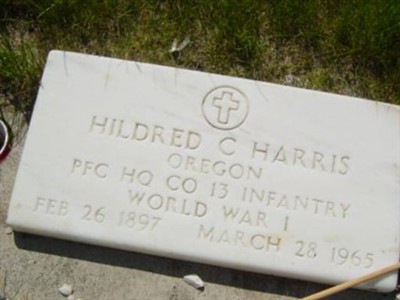 HILDRED C HARRIS
OREGON
PFC HQ CO 13 INFANTRY
WORLD WAR I
FEB 26 1897 MARCH 28 1965